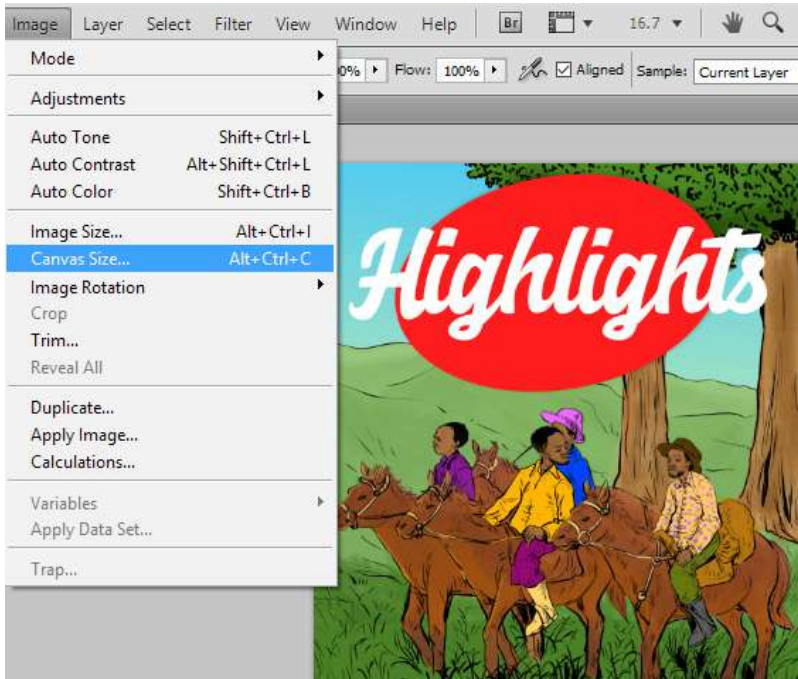 Image Layer Select Filter View Window Help Br 16.7
Mode
0% Flow: 100% Aligned Sample: Current Layer
Adjustments
Auto Tone Shift+Ctrl+L
Auto Contrast Alt+Shift+Ctrl+L
Auto Color Shift+Ctrl+B
Image Size... Alt+Ctrl+I
Canvas Size... Alt+Ctrl+C
Image Rotation
Crop
Trim...
Reveal All
Duplicate...
Apply Image...
Calculations...
Variables
Apply Data Set...
Trap...
Highlights